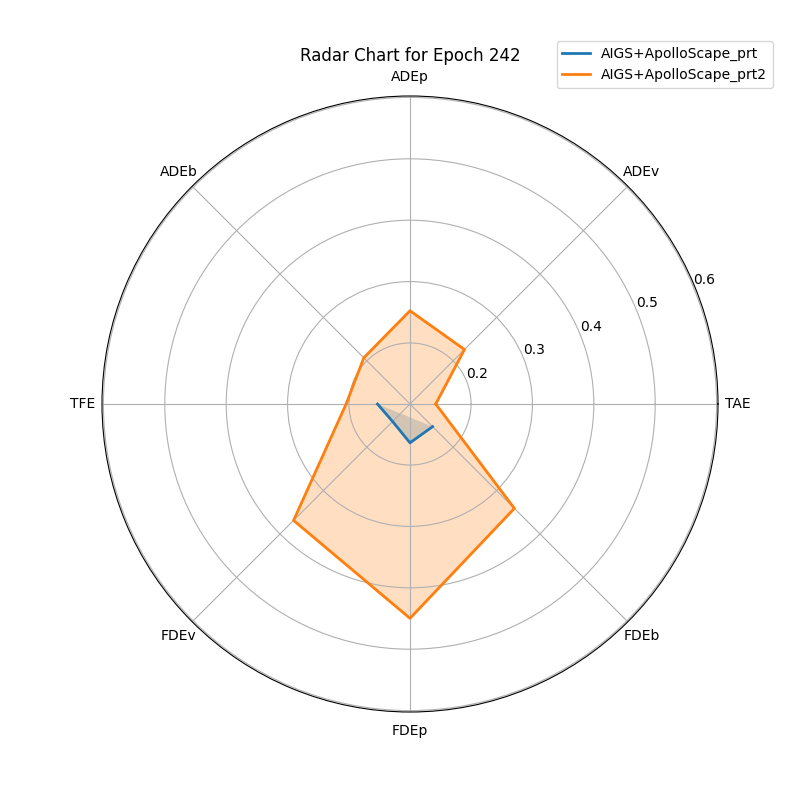 Radar Chart for Epoch 242
AIGS+ApolloScape_prt
AIGS+ApolloScape_prt2
ADEp
ADEb
ADEv
0.6
0.5
0.4
0.3
0.2
TFE
TAE
FDEv
FDEb
FDEp